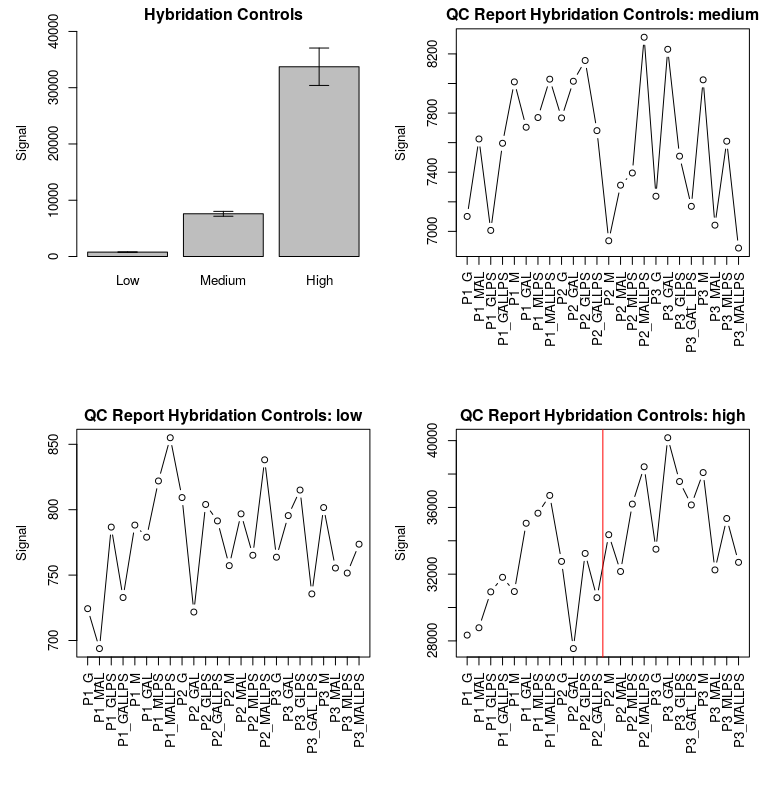 Hybridation Controls
Signal
0
10000
20000
30000
40000
Low
Medium
High
QC Report Hybridation Controls: medium
Signal
7000
7400
7800
8200
P1_G
P1_MAL
P1_GLPS
P1_GALLPS
P1_M
P1_GAL
P1_MLPS
P1_MALLPS
P2_G
P2_GAL
P2_GLPS
P2_GALLPS
P2_M
P2_MAL
P2_MLPS
P2_MALLPS
P3_G
P3_GAL
P3_GLPS
P3_GAL_LPS
P3_M
P3_MAL
P3_MLPS
P3_MALLPS
QC Report Hybridation Controls: low
Signal
700
750
800
850
P1_G
P1_MAL
P1_GLPS
P1_GALLPS
P1_M
P1_GAL
P1_MLPS
P1_MALLPS
P2_G
P2_GAL
P2_GLPS
P2_GALLPS
P2_M
P2_MAL
P2_MLPS
P2_MALLPS
P3_G
P3_GAL
P3_GLPS
P3_GAL_LPS
P3_M
P3_MAL
P3_MLPS
P3_MALLPS
QC Report Hybridation Controls: high
Signal
28000
32000
36000
40000
P1_G
P1_MAL
P1_GLPS
P1_GALLPS
P1_M
P1_GAL
P1_MLPS
P1_MALLPS
P2_G
P2_GAL
P2_GLPS
P2_GALLPS
P2_M
P2_MAL
P2_MLPS
P2_MALLPS
P3_G
P3_GAL
P3_GLPS
P3_GAL_LPS
P3_M
P3_MAL
P3_MLPS
P3_MALLPS